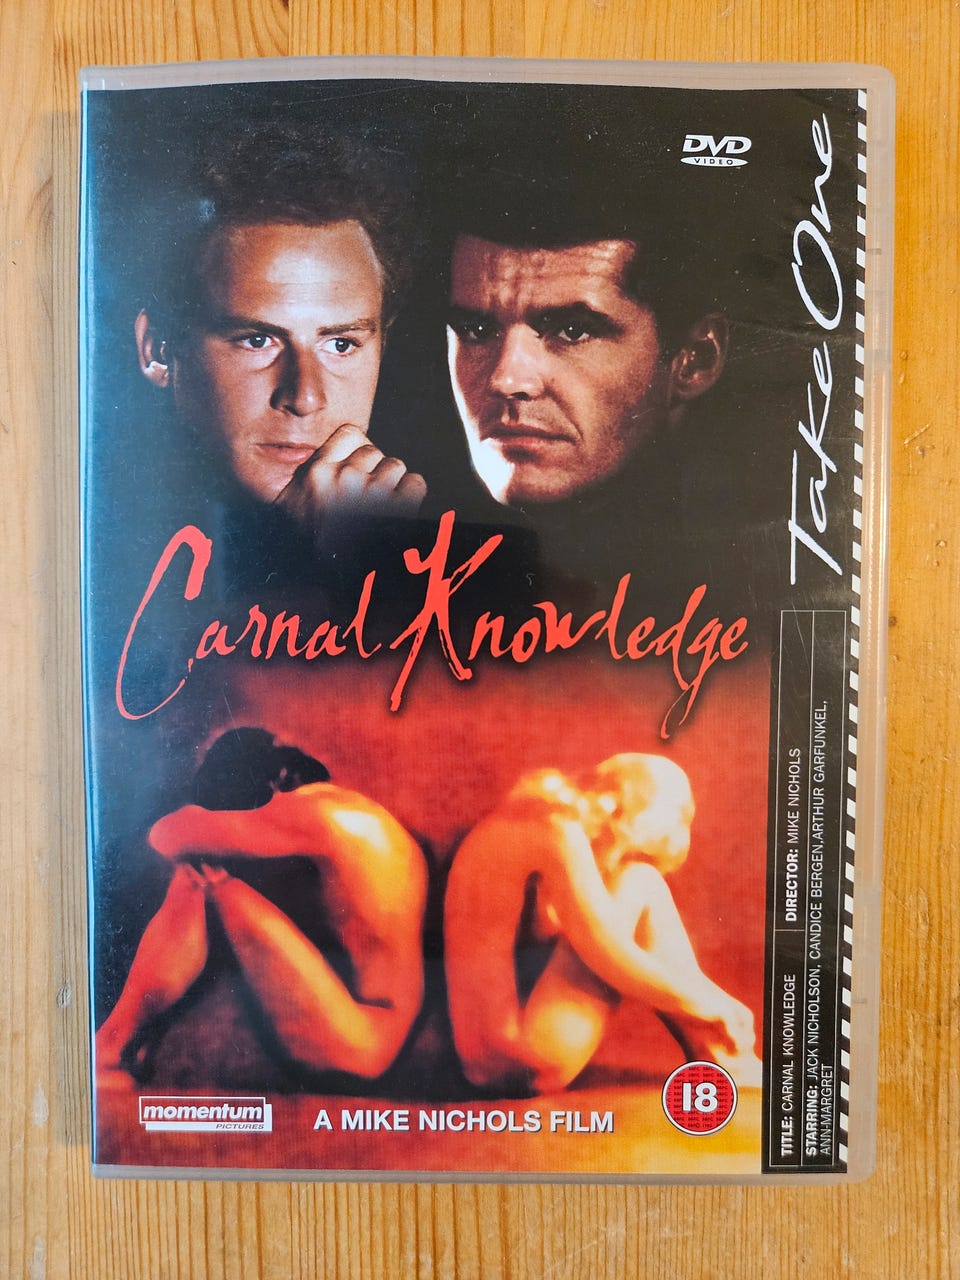 DVD
VIDEO
Take One
Carnal Knowledge
momentum
PICTURES
A MIKE NICHOLS FILM
18
TITLE: CARNAL KNOWLEDGE
DIRECTOR: MIKE NICHOLS
STARRING: JACK NICHOLSON, CANDICE BERGEN,ARTHUR GARFUNKEL,
ANN-MARGRET